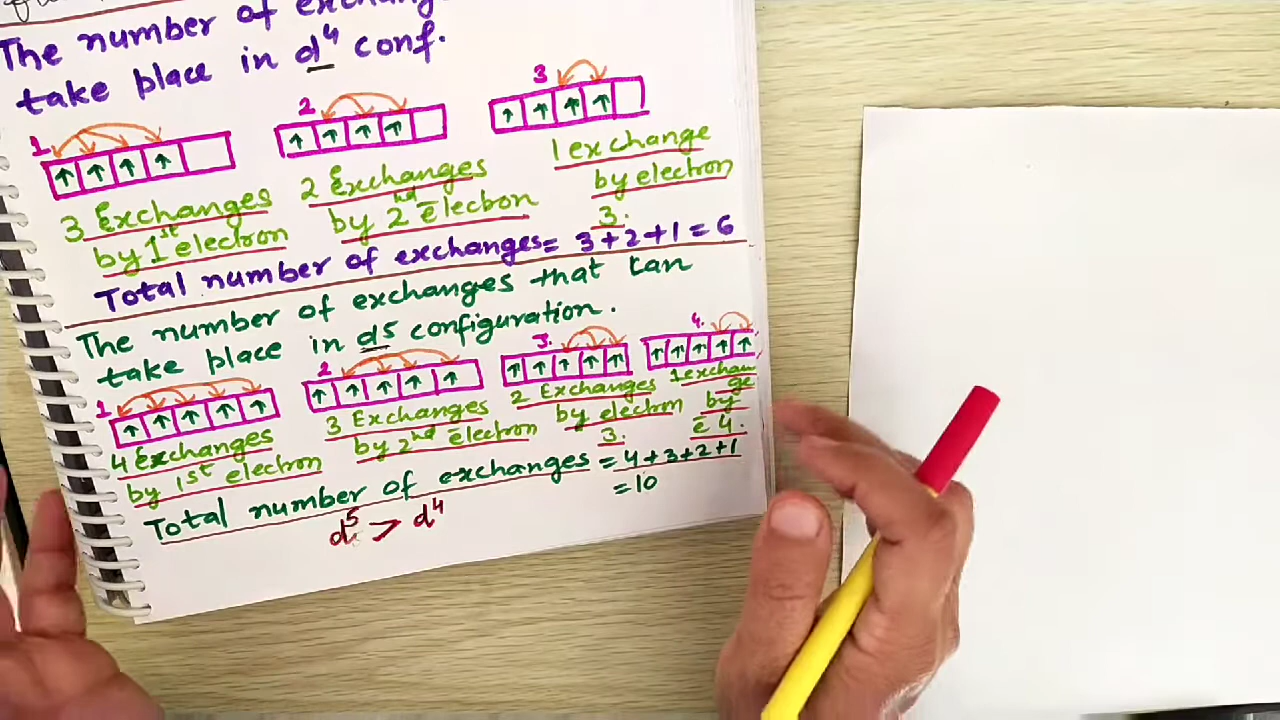 The number of exchang
take place in d⁴ conf.
1 2 3
3 Exchanges
by 1st electron
2 Exchanges
by 2nd electron
1 exchange
by electron
3.
Total number of exchanges = 3+2+1=6
The number of exchanges that can
take place in d5 configuration.
1 2 3. 4.
4 Exchanges
by 1st electron
3 Exchanges
by 2nd electron
2 Exchanges
by electron
3.
1 exchan
ge
by
e 4.
Total number of exchanges = 4+3+2+1
=10
d⁵ > d⁴